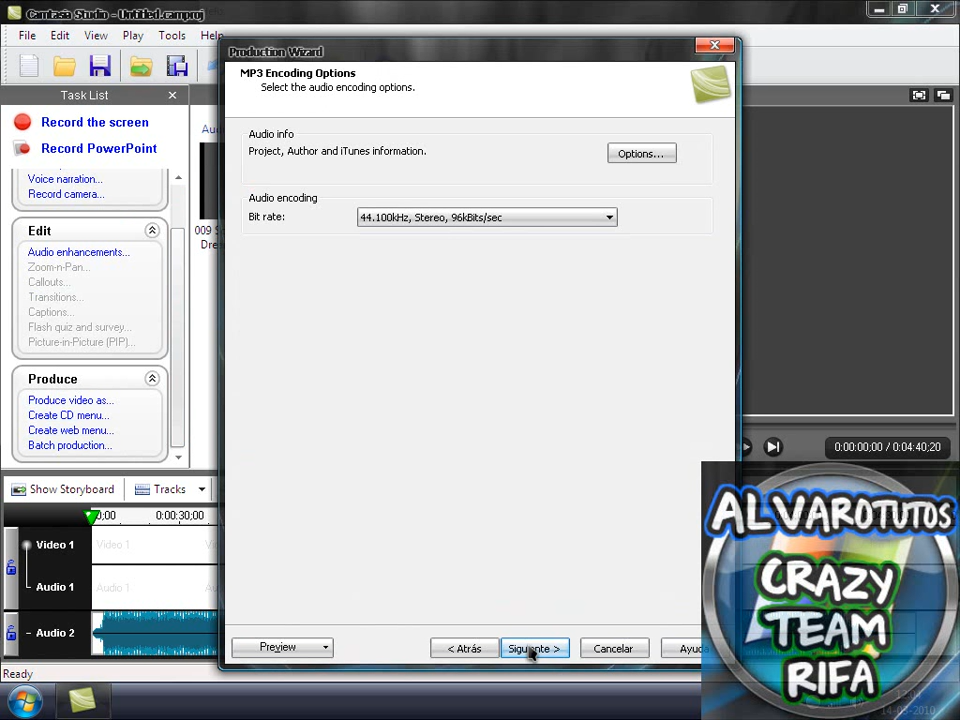 Camtasia Studio - Untitled.camproj
File Edit View Play Tools Help
Task List
Record the screen
Record PowerPoint
Voice narration...
Record camera...
Edit
Audio enhancements...
Zoom-n-Pan...
Callouts...
Transitions...
Captions...
Flash quiz and survey...
Picture-in-Picture (PIP)...
Produce
Produce video as...
Create CD menu...
Create web menu...
Batch production...
Production Wizard
MP3 Encoding Options
Select the audio encoding options.
Audio info
Project, Author and iTunes information.
Options...
Audio encoding
Bit rate:
44.100kHz, Stereo, 96kBits/sec
Preview
< Atrás
Siguiente >
Cancelar
0:00:00;00 / 0:04:40;20
Show Storyboard
Tracks
0:00:30;00
Video 1
Video 1
Audio 1
Audio 1
Audio 2
Ready
ALVAROTUTOS
CRAZY
TEAM
RIFA